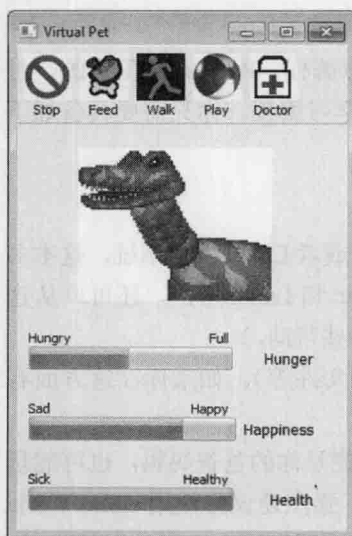 Virtual Pet
Stop Feed Walk Play Doctor
Hungry Full
Hunger
Sad Happy
Happiness
Sick Healthy
Health